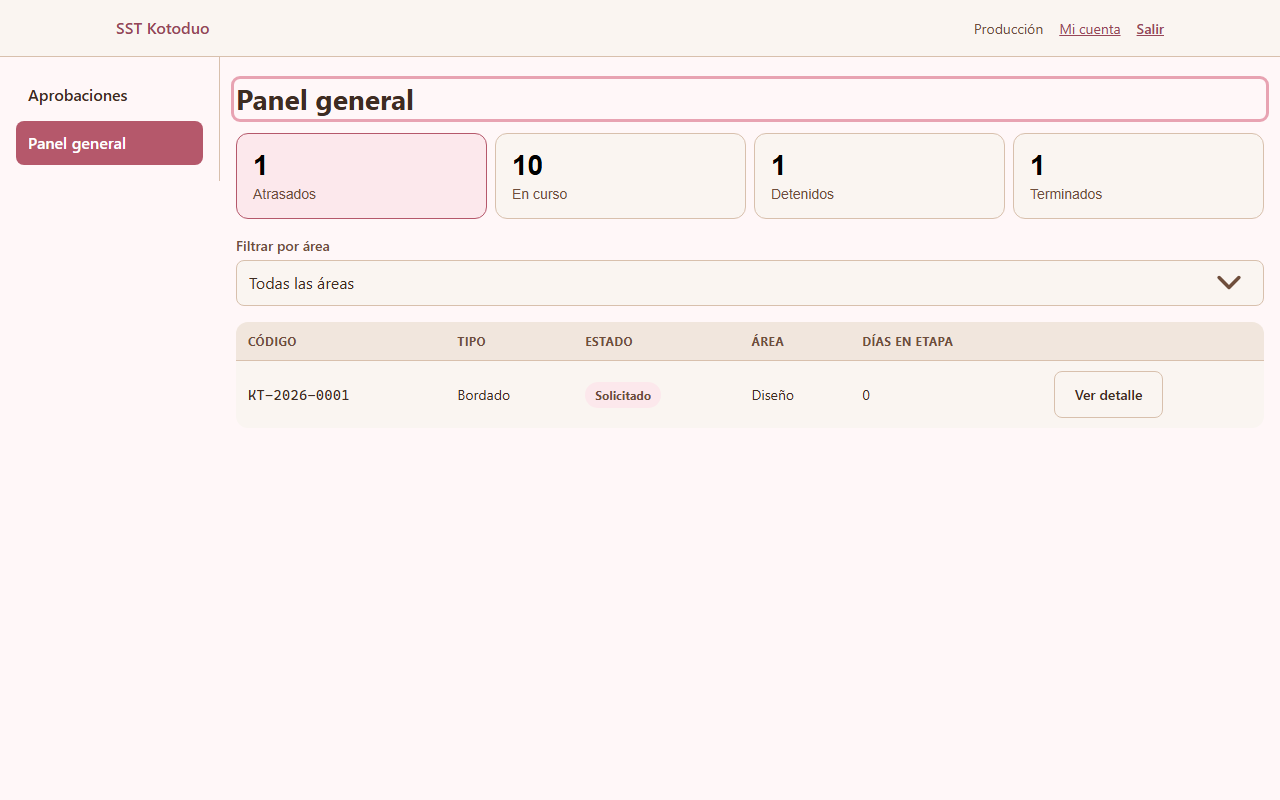 SST Kotoduo
Producción Mi cuenta Salir
Aprobaciones
Panel general
Panel general
1
Atrasados
10
En curso
1
Detenidos
1
Terminados
Filtrar por área
Todas las áreas
CÓDIGO TIPO ESTADO ÁREA DÍAS EN ETAPA
KT-2026-0001 Bordado Solicitado Diseño 0 Ver detalle